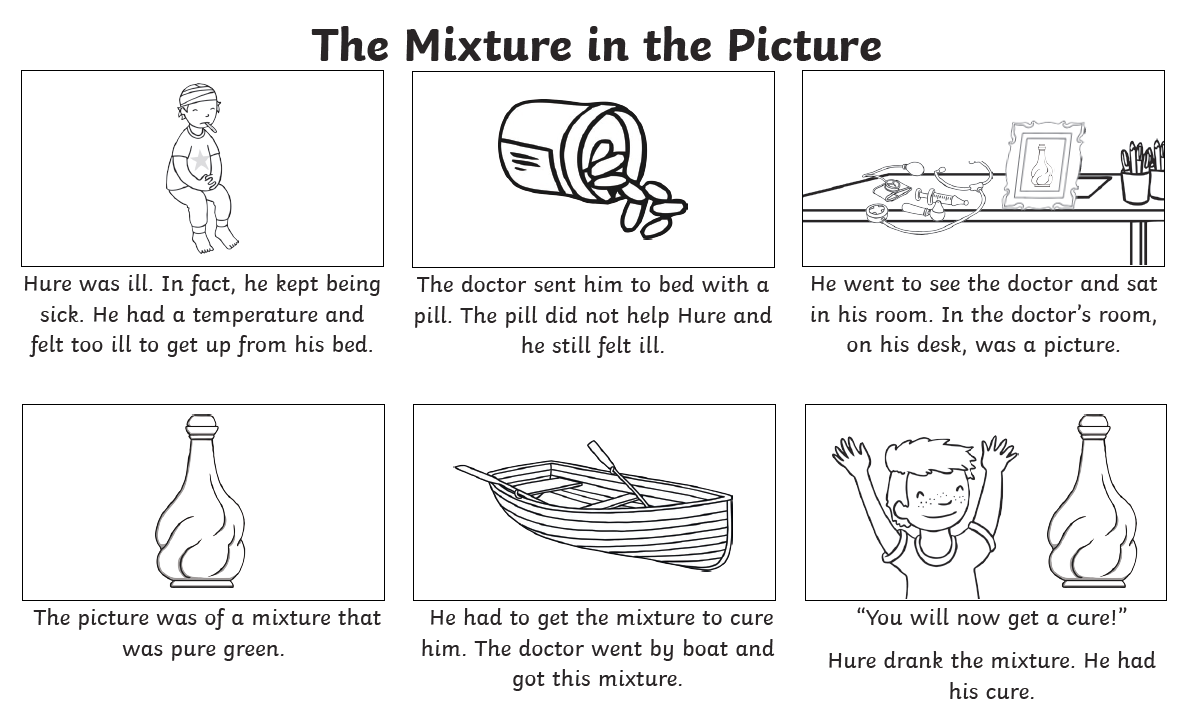 The Mixture in the Picture
Hure was ill. In fact, he kept being
sick. He had a temperature and
felt too ill to get up from his bed.
The doctor sent him to bed with a
pill. The pill did not help Hure and
he still felt ill.
He went to see the doctor and sat
in his room. In the doctor’s room,
on his desk, was a picture.
The picture was of a mixture that
was pure green.
He had to get the mixture to cure
him. The doctor went by boat and
got this mixture.
“You will now get a cure!”
Hure drank the mixture. He had
his cure.